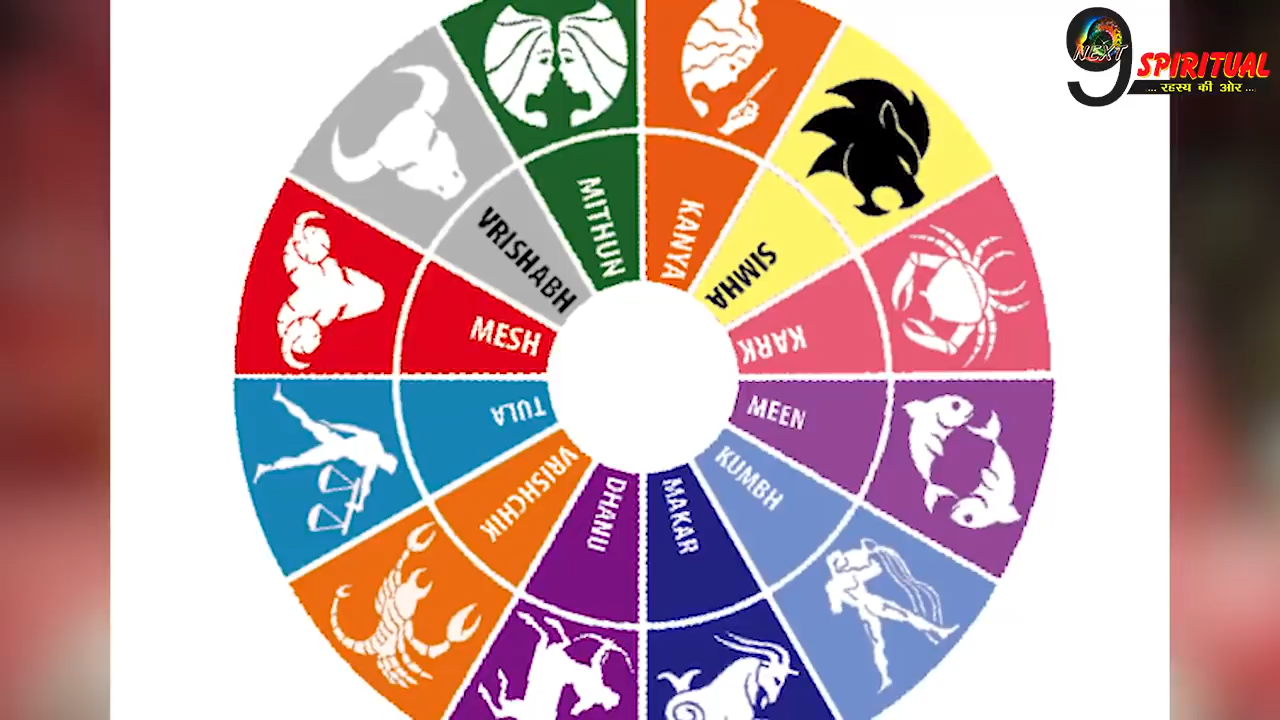 NEXT
9 SPIRITUAL
... रहस्य की ओर ...
MITHUN
KANYA
VRISHABH
SIMHA
MESH
KARK
TULA
MEEN
VRISHCHIK
KUMBH
DHANU
MAKAR